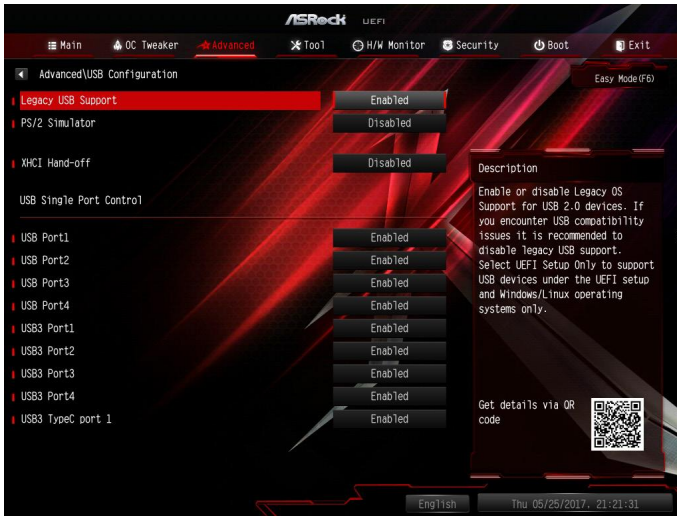 ASRock UEFI
Main OC Tweaker Advanced Tool H/W Monitor Security Boot Exit
Advanced\USB Configuration
Easy Mode(F6)
Legacy USB Support Enabled
PS/2 Simulator Disabled
XHCI Hand-off Disabled
USB Single Port Control
USB Port1 Enabled
USB Port2 Enabled
USB Port3 Enabled
USB Port4 Enabled
USB3 Port1 Enabled
USB3 Port2 Enabled
USB3 Port3 Enabled
USB3 Port4 Enabled
USB3 TypeC port 1 Enabled
Description
Enable or disable Legacy OS
Support for USB 2.0 devices. If
you encounter USB compatibility
issues it is recommended to
disable legacy USB support.
Select UEFI Setup Only to support
USB devices under the UEFI setup
and Windows/Linux operating
systems only.
Get details via QR
code
English
Thu 05/25/2017, 21:21:31